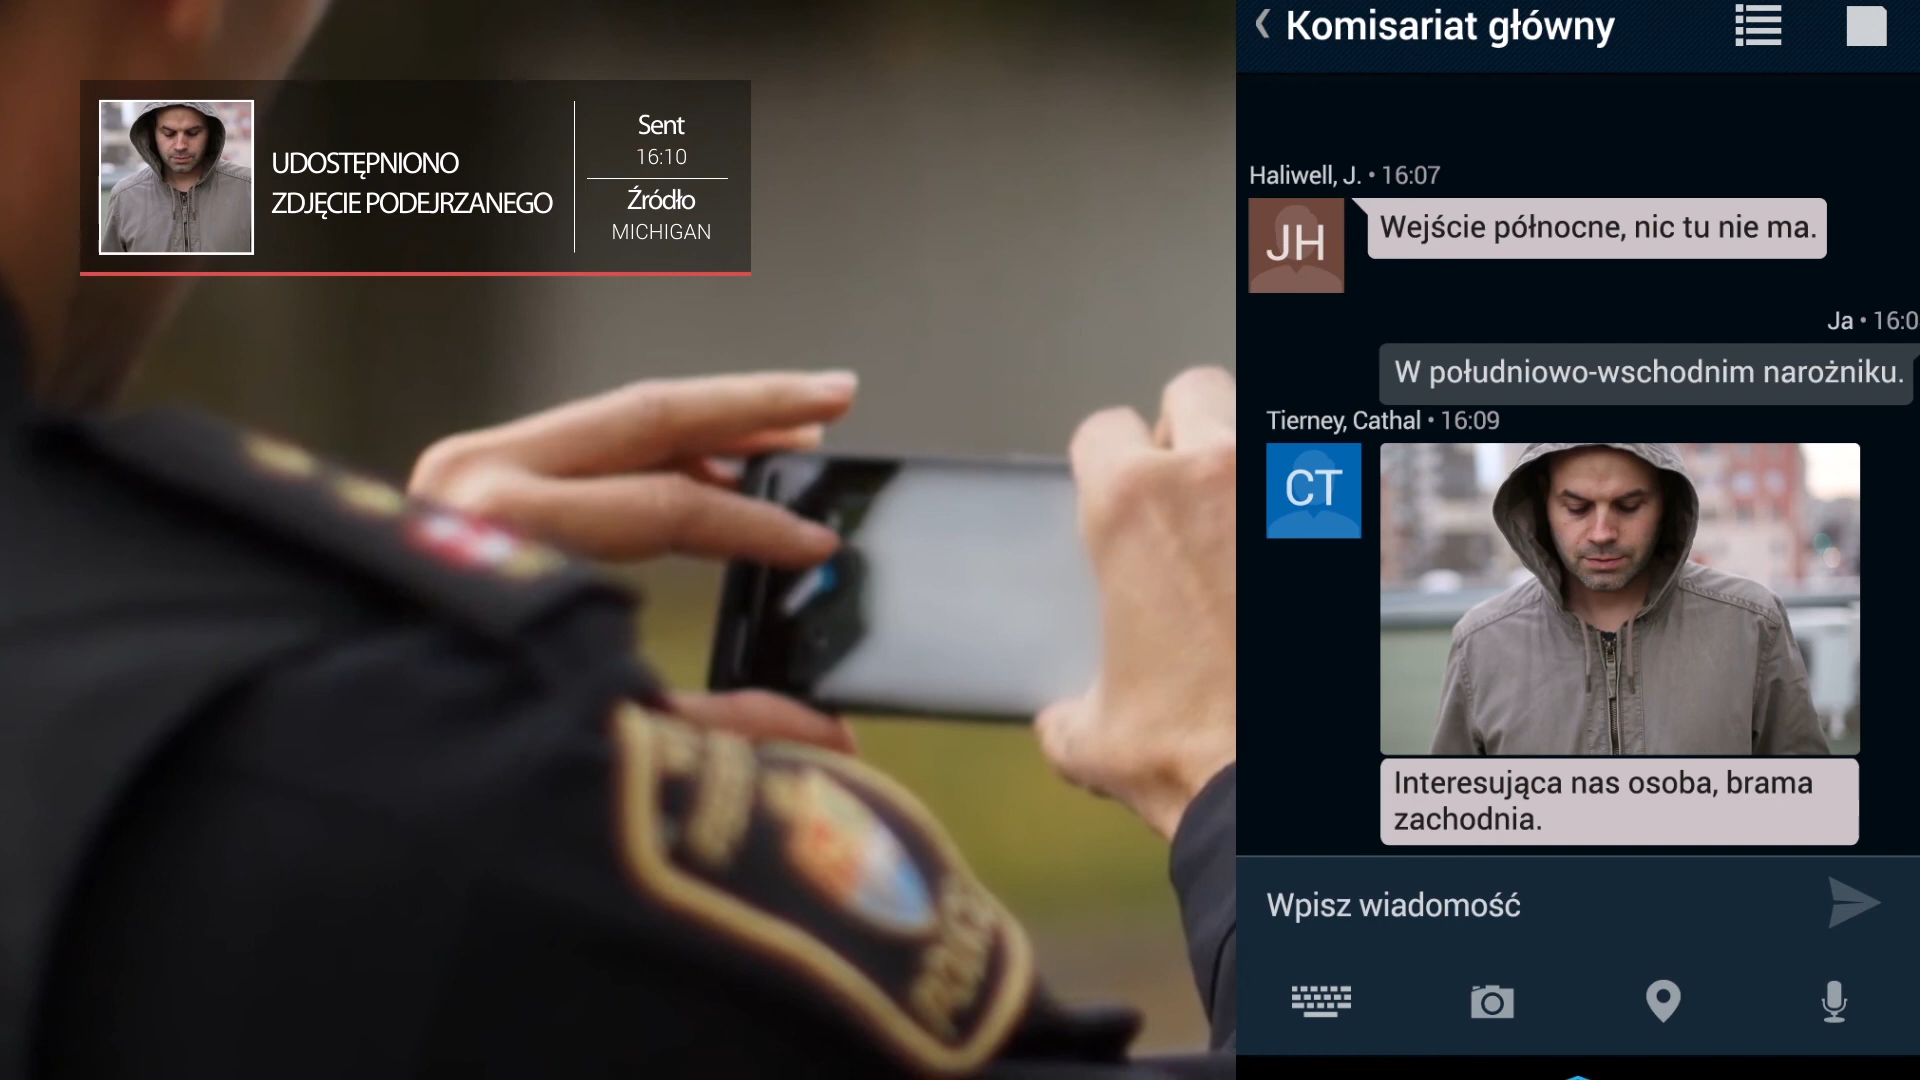 UDOSTĘPNIONO
ZDJĘCIE PODEJRZANEGO
Sent
16:10
Źródło
MICHIGAN
POLICE
Komisariat główny
Haliwell, J. • 16:07
JH
Wejście północne, nic tu nie ma.
Ja • 16:0
W południowo-wschodnim narożniku.
Tierney, Cathal • 16:09
CT
Interesująca nas osoba, brama
zachodnia.
Wpisz wiadomość